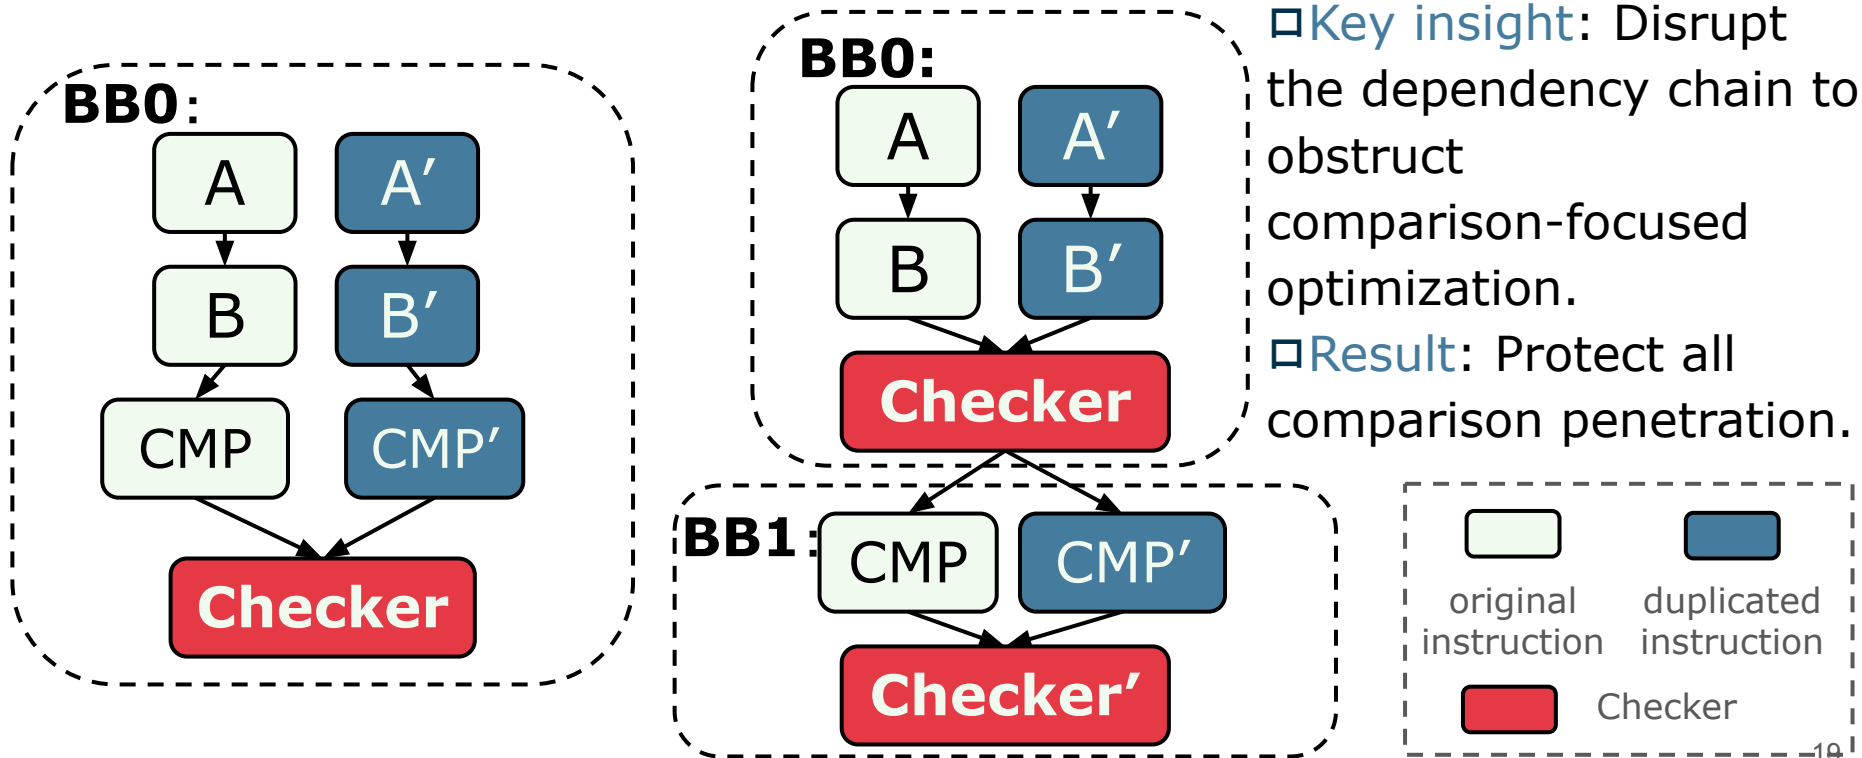 BB0:
A
A′
B
B′
CMP
CMP′
Checker
BB0:
A
A′
B
B′
Checker
BB1:
CMP
CMP′
Checker′
Key insight: Disrupt
the dependency chain to
obstruct
comparison-focused
optimization.
Result: Protect all
comparison penetration.
original
instruction
duplicated
instruction
Checker
19